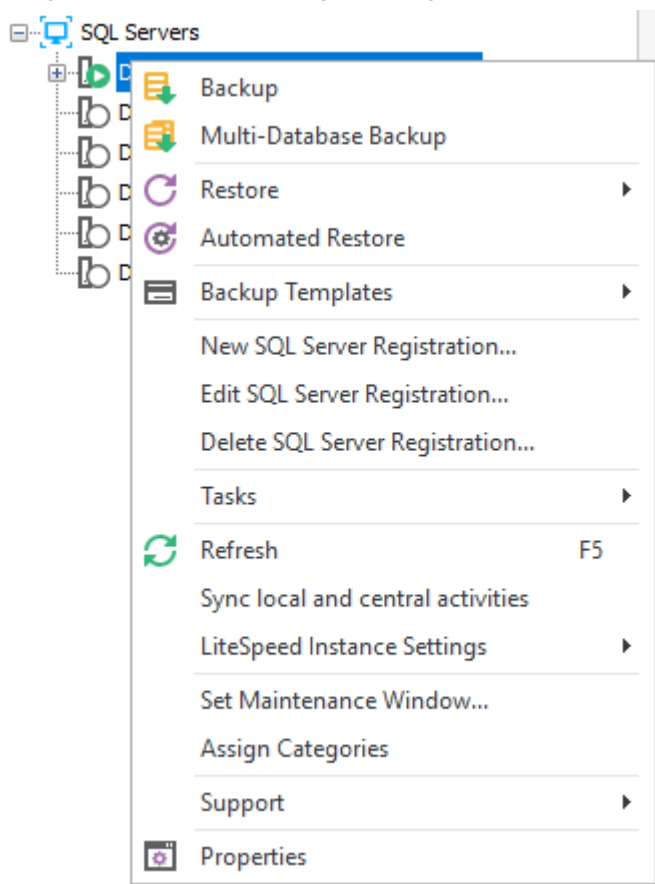 SQL Servers
D
D
D
D
D
D
Backup
Multi-Database Backup
Restore
Automated Restore
Backup Templates
New SQL Server Registration...
Edit SQL Server Registration...
Delete SQL Server Registration...
Tasks
Refresh F5
Sync local and central activities
LiteSpeed Instance Settings
Set Maintenance Window...
Assign Categories
Support
Properties